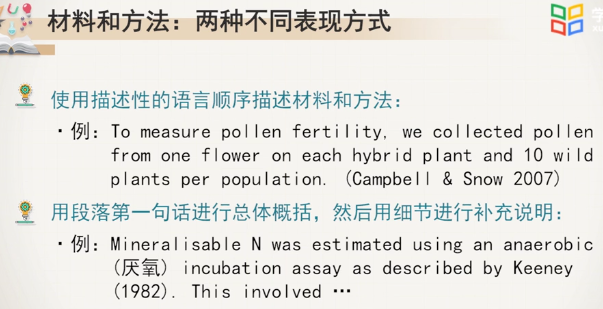 材料和方法：两种不同表现方式
学
使用描述性的语言顺序描述材料和方法：
·例：To measure pollen fertility, we collected pollen
from one flower on each hybrid plant and 10 wild
plants per population. (Campbell & Snow 2007)
用段落第一句话进行总体概括，然后用细节进行补充说明：
·例：Mineralisable N was estimated using an anaerobic
(厌氧) incubation assay as described by Keeney
(1982). This involved …